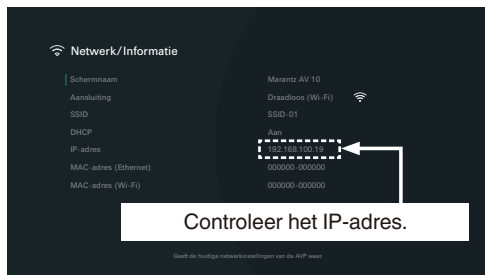 Netwerk/Informatie
Schermnaam Marantz AV 10
Aansluiting Draadloos (Wi-Fi)
SSID SSID-01
DHCP Aan
IP-adres 192.168.100.19
MAC-adres (Ethernet) 000000-000000
MAC-adres (Wi-Fi) 000000-000000
Controleer het IP-adres.
Geeft de huidige netwerkinstellingen van de AVP weer.